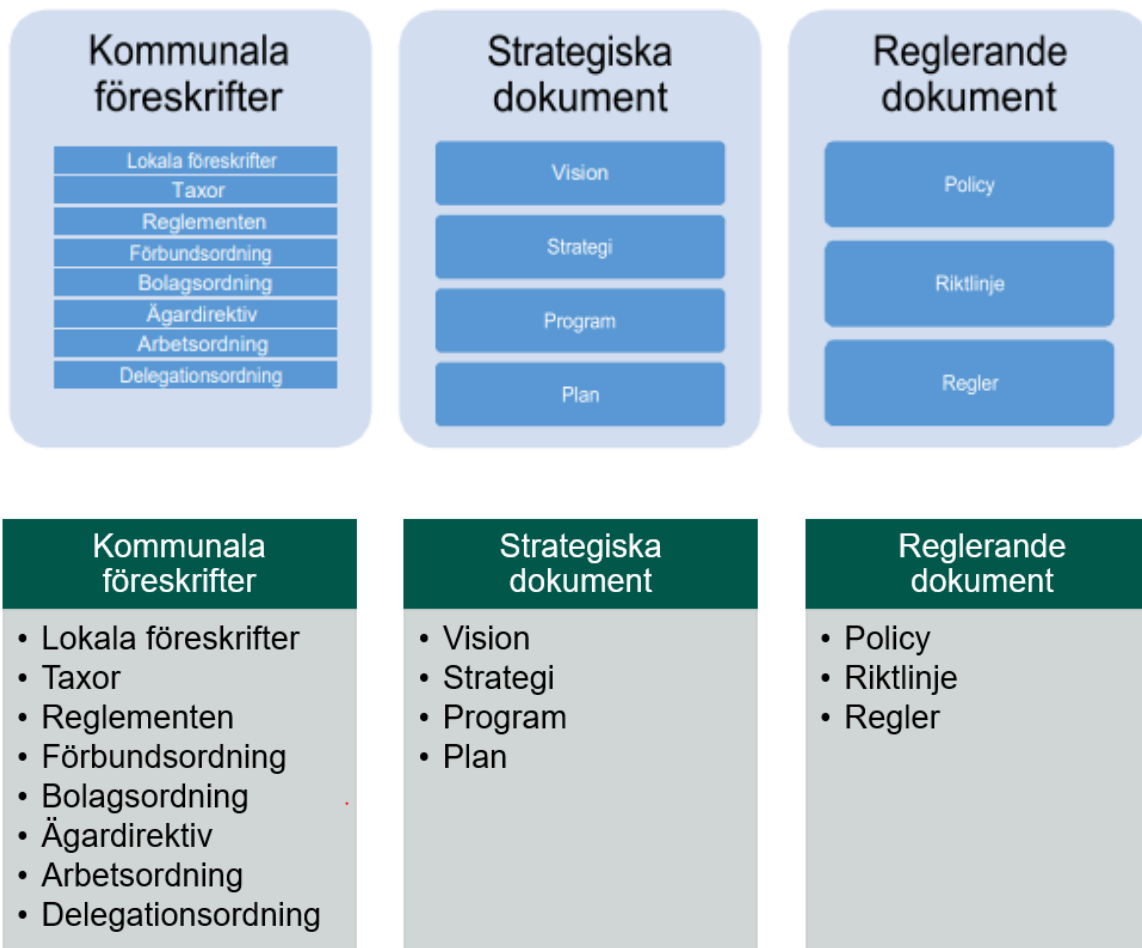 Kommunala
föreskrifter
Lokala föreskrifter
Taxor
Reglementen
Förbundsordning
Bolagsordning
Ägardirektiv
Arbetsordning
Delegationsordning
Strategiska
dokument
Vision
Strategi
Program
Plan
Reglerande
dokument
Policy
Riktlinje
Regler
Kommunala
föreskrifter
• Lokala föreskrifter
• Taxor
• Reglementen
• Förbundsordning
• Bolagsordning
• Ägardirektiv
• Arbetsordning
• Delegationsordning
Strategiska
dokument
• Vision
• Strategi
• Program
• Plan
Reglerande
dokument
• Policy
• Riktlinje
• Regler